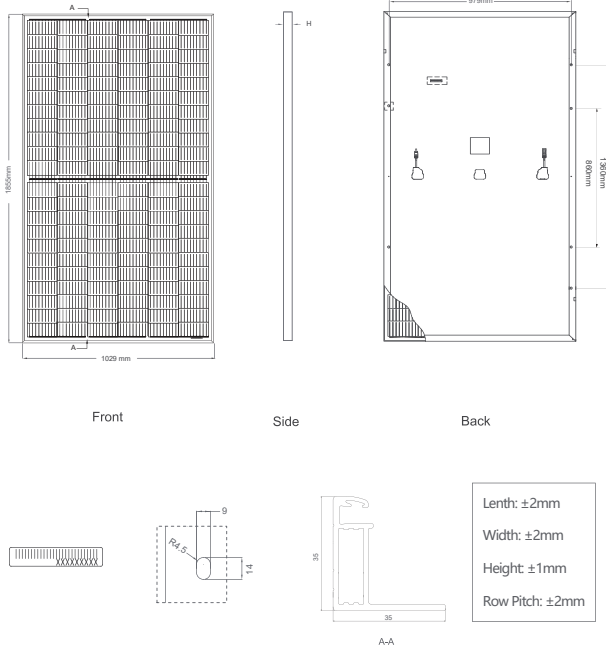 A
H
1855mm
860mm
1360mm
A
1029 mm
Front
Side
Back
9
R4.5
14
35
35
A-A
Lenth: ±2mm
Width: ±2mm
Height: ±1mm
Row Pitch: ±2mm